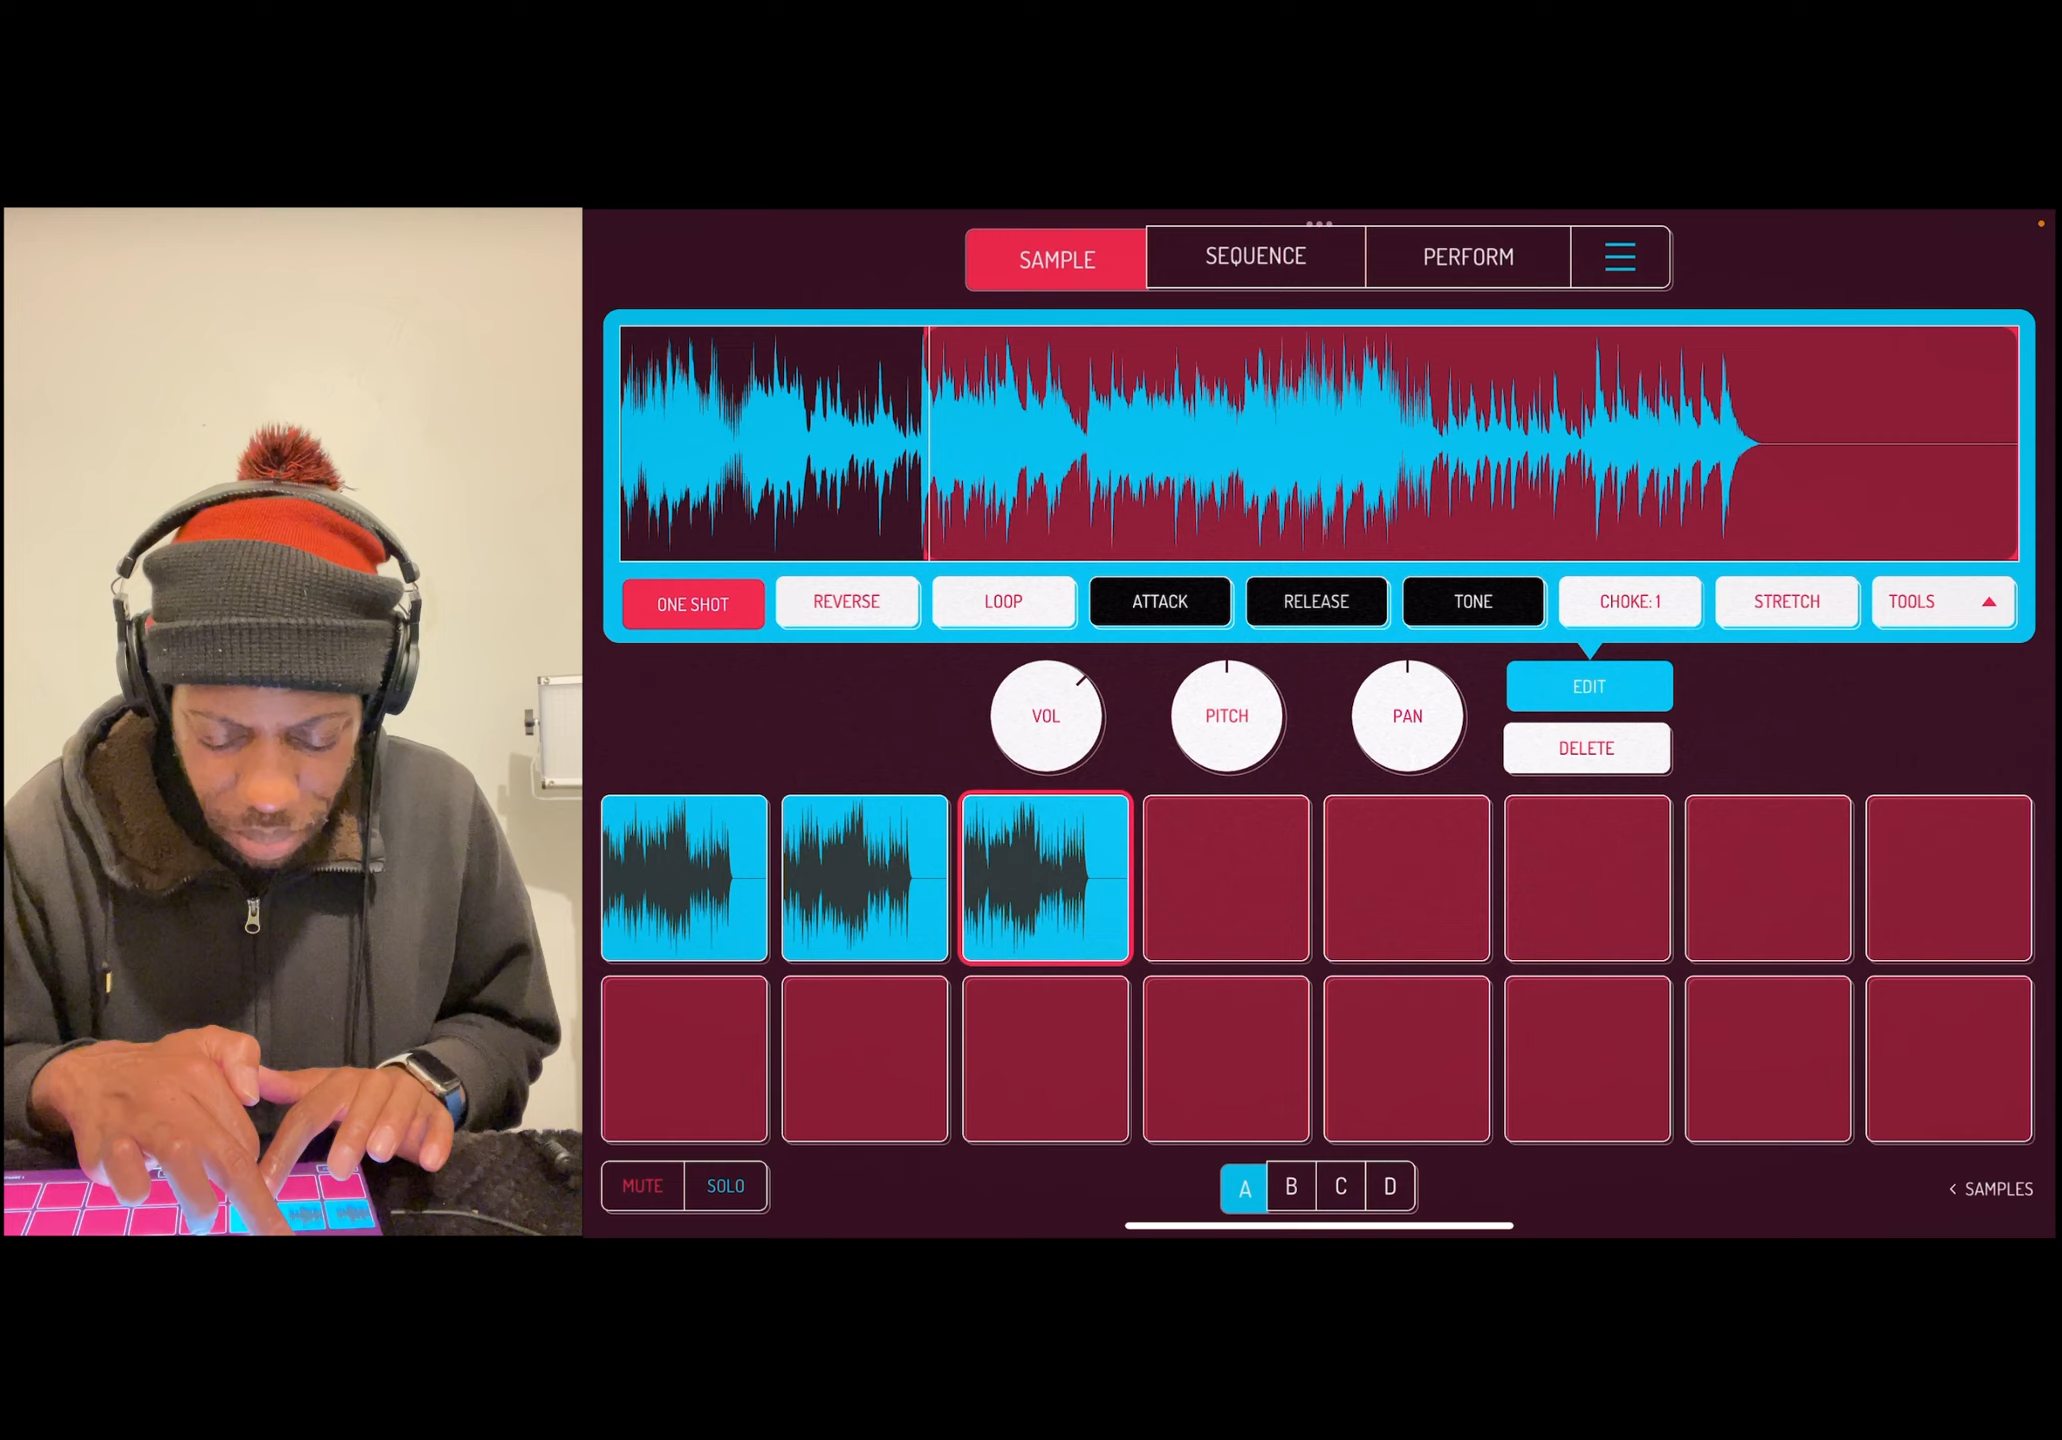 SAMPLE SEQUENCE PERFORM
ONE SHOT REVERSE LOOP ATTACK RELEASE TONE CHOKE: 1 STRETCH TOOLS
VOL PITCH PAN EDIT
DELETE
MUTE SOLO A B C D < SAMPLES